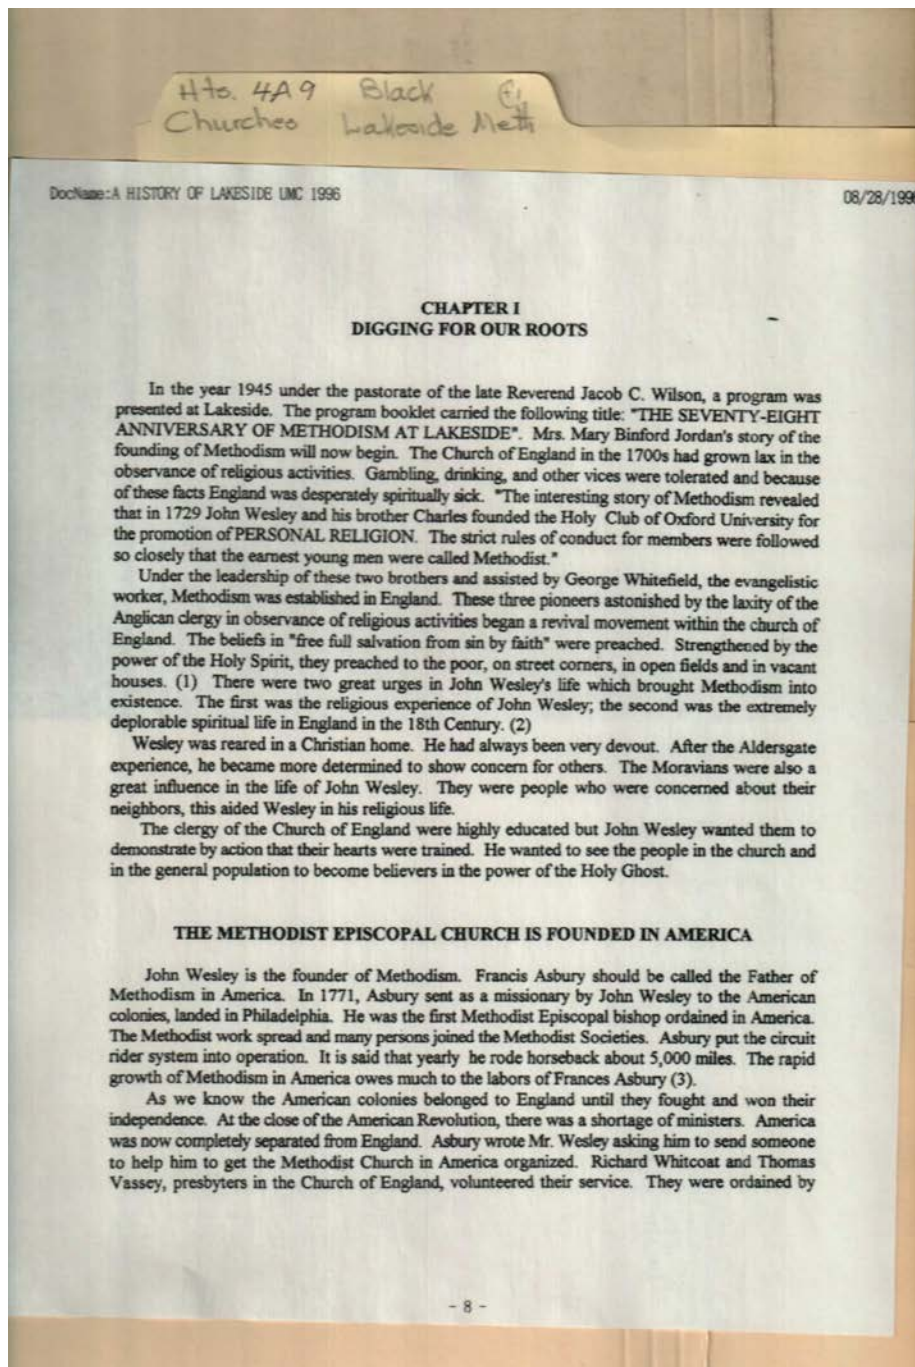 Hts. 4A9 Black
Churches Lakeside Meth
DocName:A HISTORY OF LAKESIDE UMC 1996
08/28/199
CHAPTER I
DIGGING FOR OUR ROOTS
In the year 1945 under the pastorate of the late Reverend Jacob C. Wilson, a program was
presented at Lakeside. The program booklet carried the following title: "THE SEVENTY-EIGHT
ANNIVERSARY OF METHODISM AT LAKESIDE". Mrs. Mary Binford Jordan's story of the
founding of Methodism will now begin. The Church of England in the 1700s had grown lax in the
observance of religious activities. Gambling, drinking, and other vices were tolerated and because
of these facts England was desperately spiritually sick. "The interesting story of Methodism revealed
that in 1729 John Wesley and his brother Charles founded the Holy Club of Oxford University for
the promotion of PERSONAL RELIGION. The strict rules of conduct for members were followed
so closely that the earnest young men were called Methodist."
Under the leadership of these two brothers and assisted by George Whitefield, the evangelistic
worker, Methodism was established in England. These three pioneers astonished by the laxity of the
Anglican clergy in observance of religious activities began a revival movement within the church of
England. The beliefs in "free full salvation from sin by faith" were preached. Strengthened by the
power of the Holy Spirit, they preached to the poor, on street corners, in open fields and in vacant
houses. (1) There were two great urges in John Wesley's life which brought Methodism into
existence. The first was the religious experience of John Wesley; the second was the extremely
deplorable spiritual life in England in the 18th Century. (2)
Wesley was reared in a Christian home. He had always been very devout. After the Aldersgate
experience, he became more determined to show concern for others. The Moravians were also a
great influence in the life of John Wesley. They were people who were concerned about their
neighbors, this aided Wesley in his religious life.
The clergy of the Church of England were highly educated but John Wesley wanted them to
demonstrate by action that their hearts were trained. He wanted to see the people in the church and
in the general population to become believers in the power of the Holy Ghost.
THE METHODIST EPISCOPAL CHURCH IS FOUNDED IN AMERICA
John Wesley is the founder of Methodism. Francis Asbury should be called the Father of
Methodism in America. In 1771, Asbury sent as a missionary by John Wesley to the American
colonies, landed in Philadelphia. He was the first Methodist Episcopal bishop ordained in America.
The Methodist work spread and many persons joined the Methodist Societies. Asbury put the circuit
rider system into operation. It is said that yearly he rode horseback about 5,000 miles. The rapid
growth of Methodism in America owes much to the labors of Frances Asbury (3).
As we know the American colonies belonged to England until they fought and won their
independence. At the close of the American Revolution, there was a shortage of ministers. America
was now completely separated from England. Asbury wrote Mr. Wesley asking him to send someone
to help him to get the Methodist Church in America organized. Richard Whitcoat and Thomas
Vassey, presbyters in the Church of England, volunteered their service. They were ordained by
- 8 -